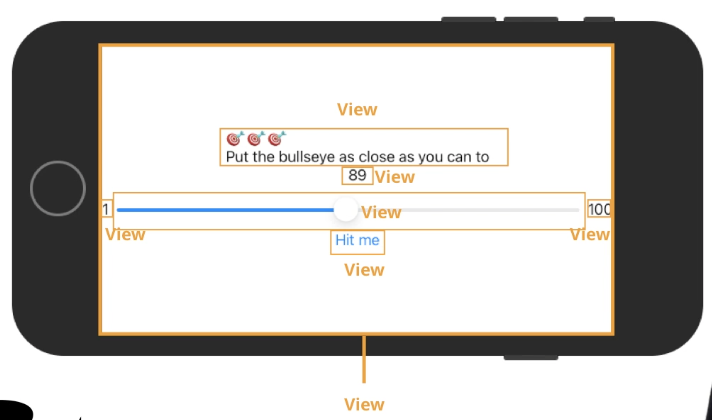 View
🎯🎯🎯
Put the bullseye as close as you can to
89 View
1 View 100
View View
Hit me
View
View